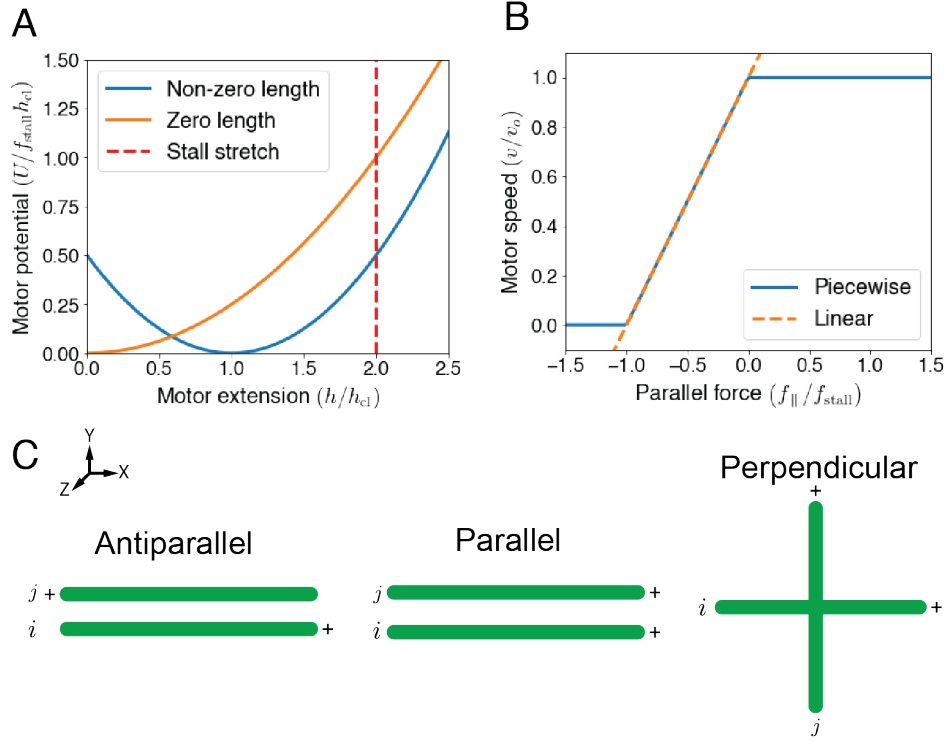 A
Motor potential (U/f_stall h_cl)
1.50
1.25
1.00
0.75
0.50
0.25
0.00
Non-zero length
Zero length
Stall stretch
0.0 0.5 1.0 1.5 2.0 2.5
Motor extension (h/h_cl)
B
Motor speed (v/v_o)
1.0
0.8
0.6
0.4
0.2
0.0
Piecewise
Linear
−1.5 −1.0 −0.5 0.0 0.5 1.0 1.5
Parallel force (f_∥/f_stall)
C
Y
X
Z
Antiparallel
j +
i +
Parallel
j +
i +
Perpendicular
+
i +
j